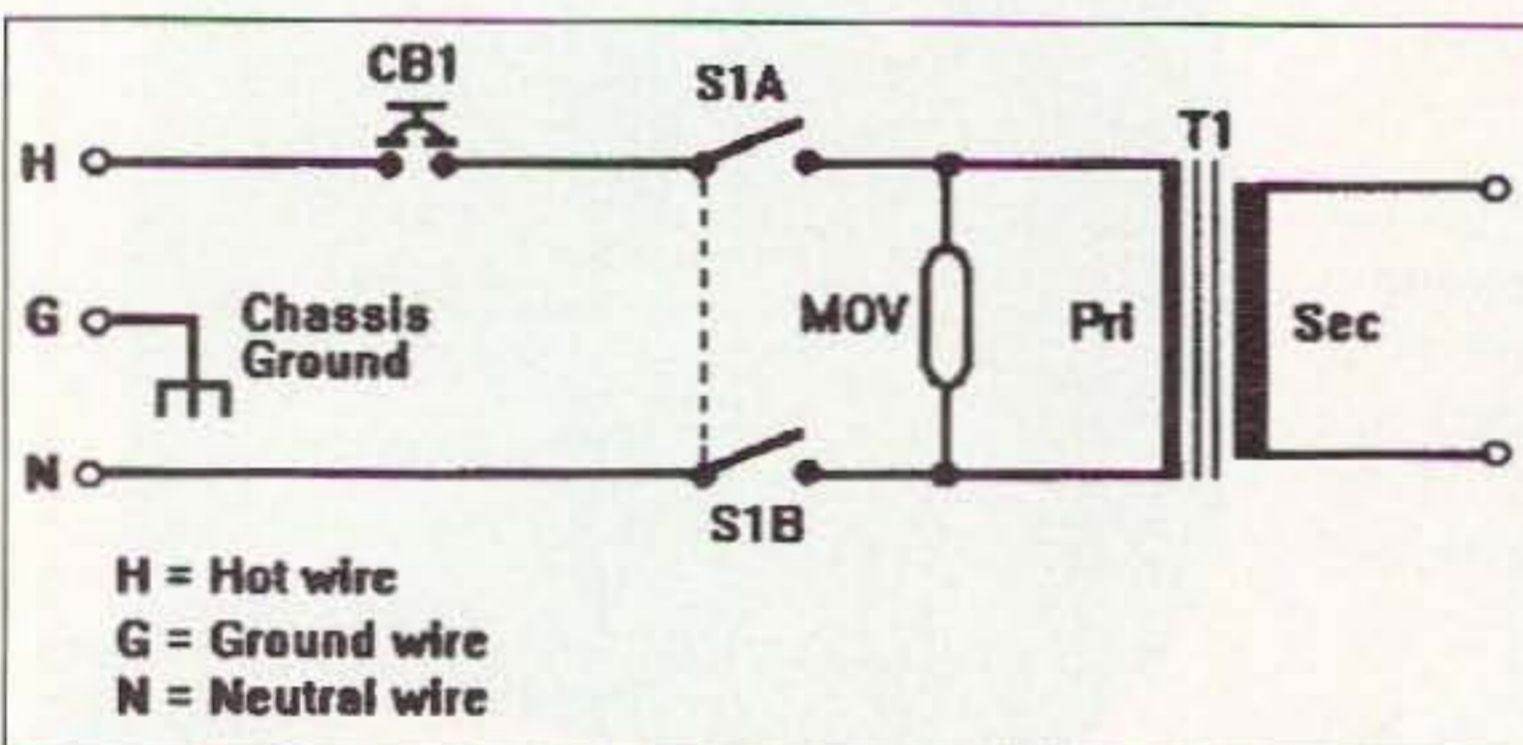 CB1
S1A
T1
H
G
Chassis
Ground
MOV
Pri
Sec
N
S1B
H = Hot wire
G = Ground wire
N = Neutral wire